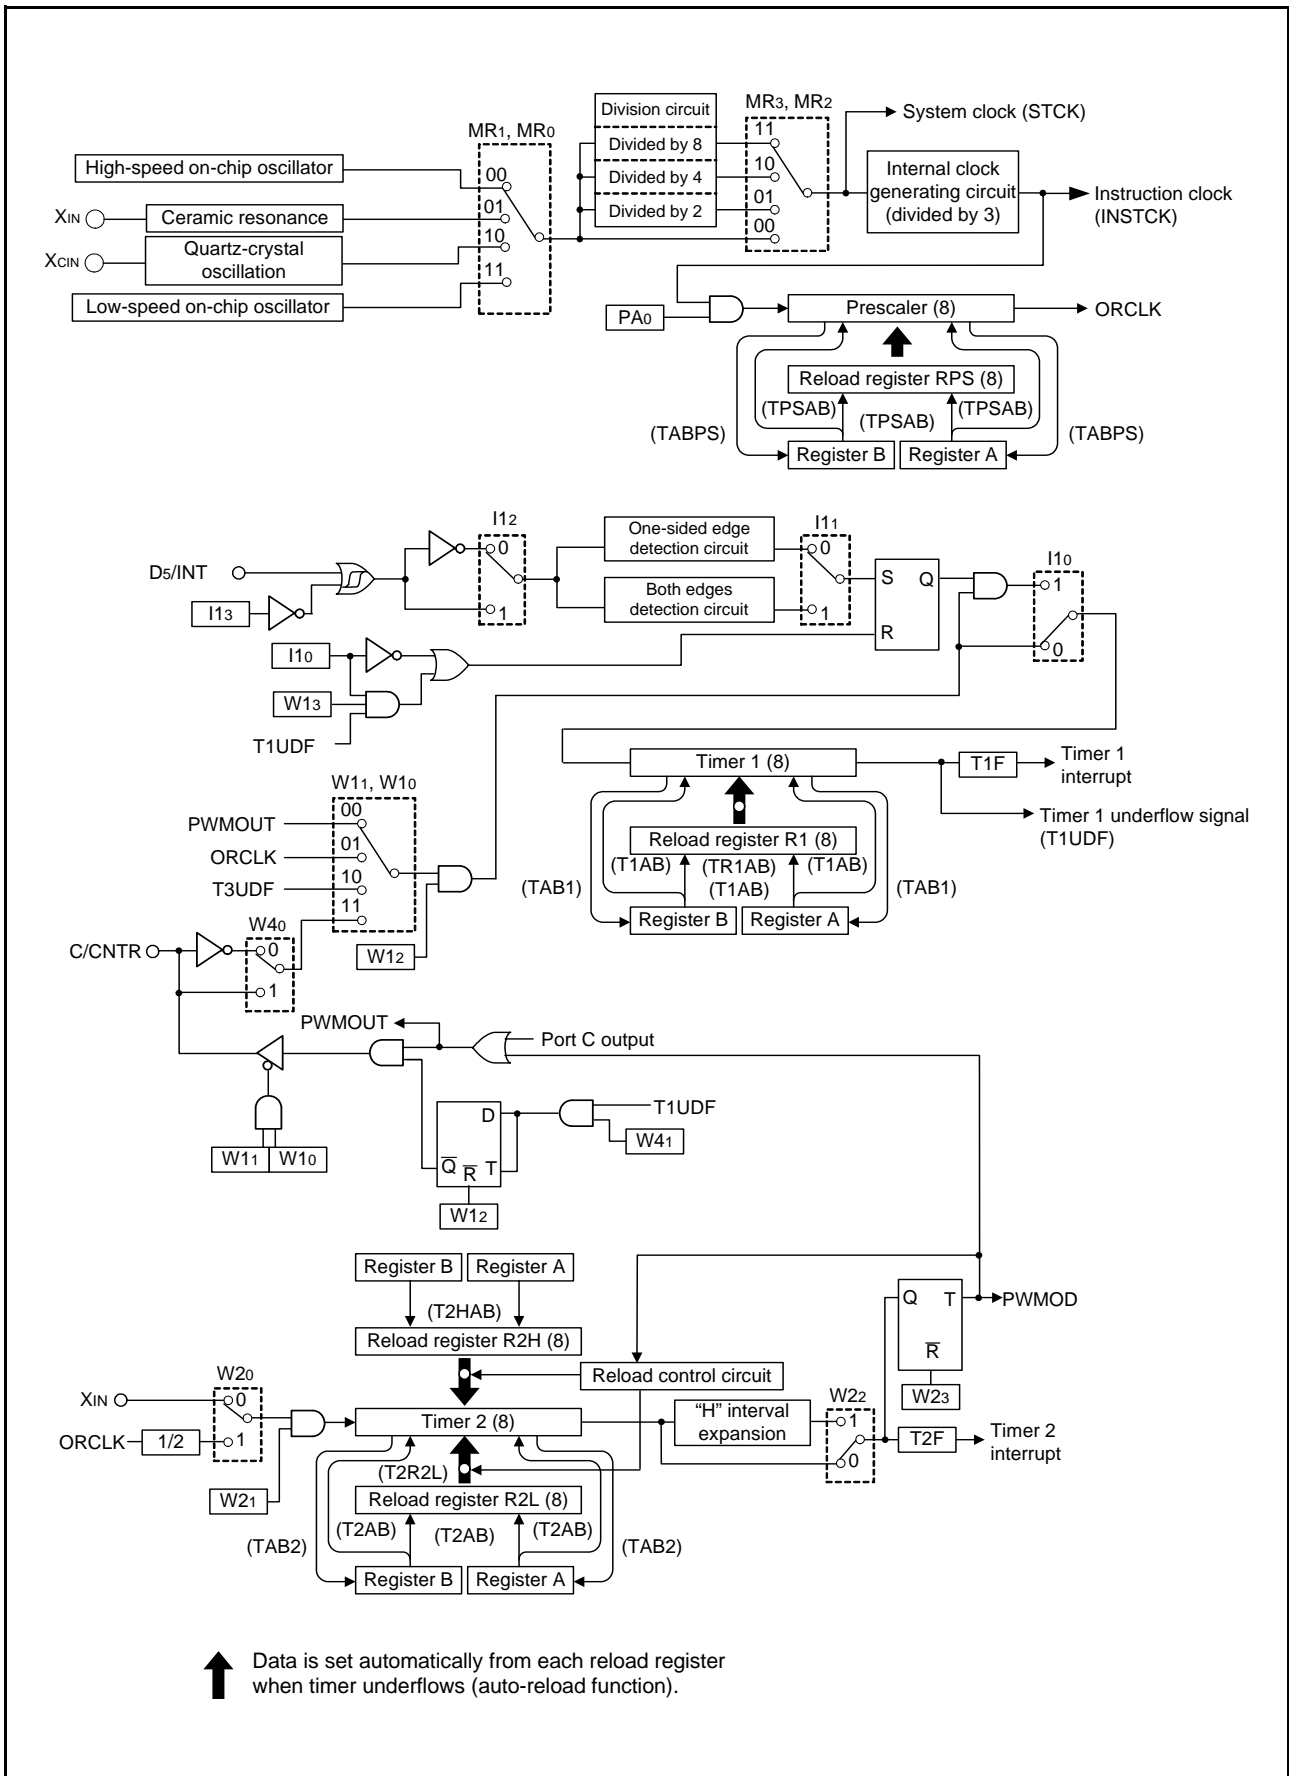 Division circuit
MR3, MR2
System clock (STCK)
MR1, MR0
11
Divided by 8
High-speed on-chip oscillator
00
10
Divided by 4
Internal clock
generating circuit
(divided by 3)
Instruction clock
(INSTCK)
XIN
Ceramic resonance
01
Divided by 2
01
XCIN
Quartz-crystal
oscillation
10
00
11
Low-speed on-chip oscillator
PA0
Prescaler (8)
ORCLK
Reload register RPS (8)
(TPSAB)
(TPSAB)
(TPSAB)
(TABPS)
(TABPS)
Register B
Register A
I12
I11
One-sided edge
detection circuit
0
0
I10
D5/INT
S
Q
1
Both edges
detection circuit
I13
1
1
R
0
I10
W13
T1UDF
Timer 1 (8)
T1F
Timer 1
interrupt
W11, W10
00
PWMOUT
Timer 1 underflow signal
(T1UDF)
01
ORCLK
Reload register R1 (8)
(T1AB)
(TR1AB)
(T1AB)
(T1AB)
10
T3UDF
(TAB1)
(TAB1)
11
W40
Register B
Register A
C/CNTR
0
W12
1
PWMOUT
Port C output
D
T1UDF
W41
W11
W10
Q
R
T
W12
Register B
Register A
(T2HAB)
Q
T
PWMOD
Reload register R2H (8)
R
Reload control circuit
W20
W23
XIN
0
W22
Timer 2 (8)
“H” interval
expansion
1
ORCLK
1/2
1
T2F
Timer 2
interrupt
0
(T2R2L)
W21
Reload register R2L (8)
(T2AB)
(T2AB)
(T2AB)
(TAB2)
(TAB2)
Register B
Register A
Data is set automatically from each reload register
when timer underflows (auto-reload function).